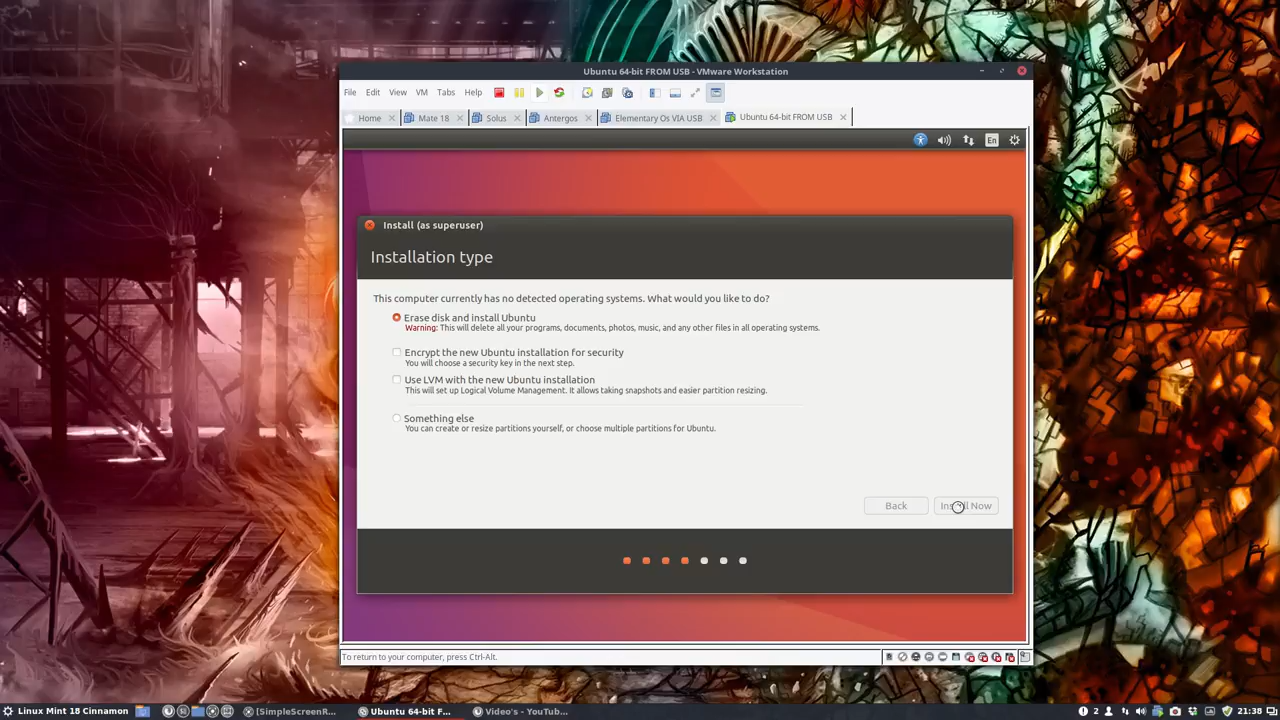 Ubuntu 64-bit FROM USB - VMware Workstation
File Edit View VM Tabs Help
Home Mate 18 Solus Antergos Elementary Os VIA USB Ubuntu 64-bit FROM USB
En
Install (as superuser)
Installation type
This computer currently has no detected operating systems. What would you like to do?
Erase disk and install Ubuntu
Warning: This will delete all your programs, documents, photos, music, and any other files in all operating systems.
Encrypt the new Ubuntu installation for security
You will choose a security key in the next step.
Use LVM with the new Ubuntu installation
This will set up Logical Volume Management. It allows taking snapshots and easier partition resizing.
Something else
You can create or resize partitions yourself, or choose multiple partitions for Ubuntu.
Back Install Now
To return to your computer, press Ctrl-Alt.
Linux Mint 18 Cinnamon [SimpleScreenR... Ubuntu 64-bit F... Video's - YouTub... 2 21:38